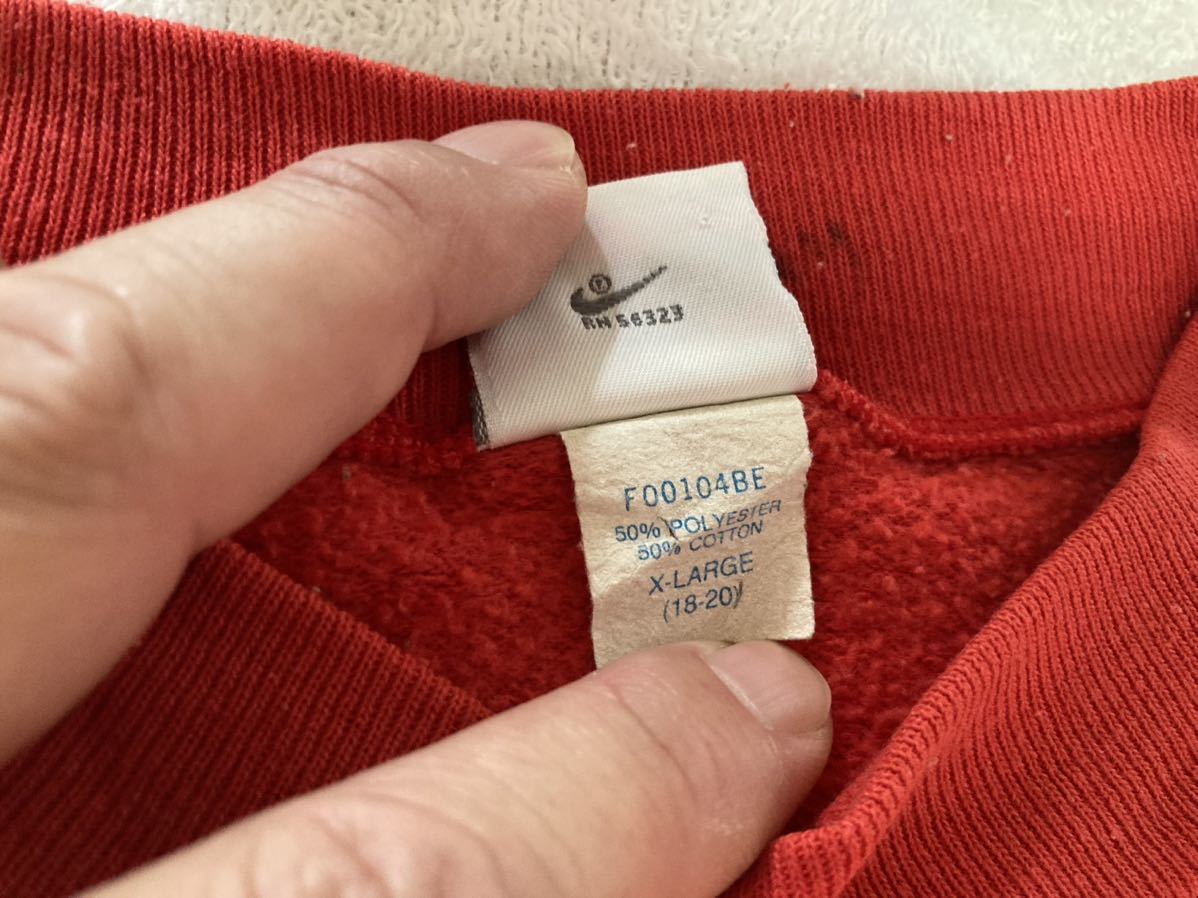 ®
RN 56323
F00104BE
50% POLYESTER
50% COTTON
X-LARGE
(18-20)